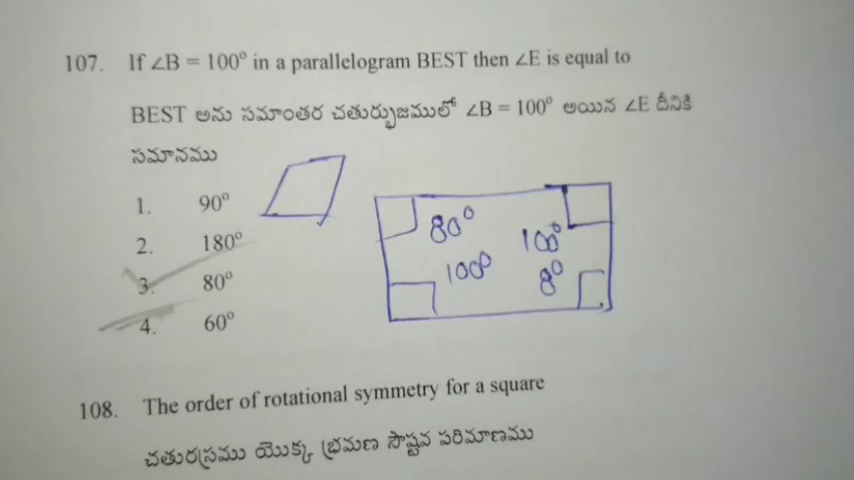 107. If ∠B = 100° in a parallelogram BEST then ∠E is equal to
BEST అను సమాంతర చతుర్భుజములో ∠B = 100° అయిన ∠E దీనికి
సమానము
1. 90°
2. 180°
3. 80°
4. 60°
80°
100°
100°
8°
108. The order of rotational symmetry for a square
చతురస్రము యొక్క భ్రమణ సౌష్టవ పరిమాణము